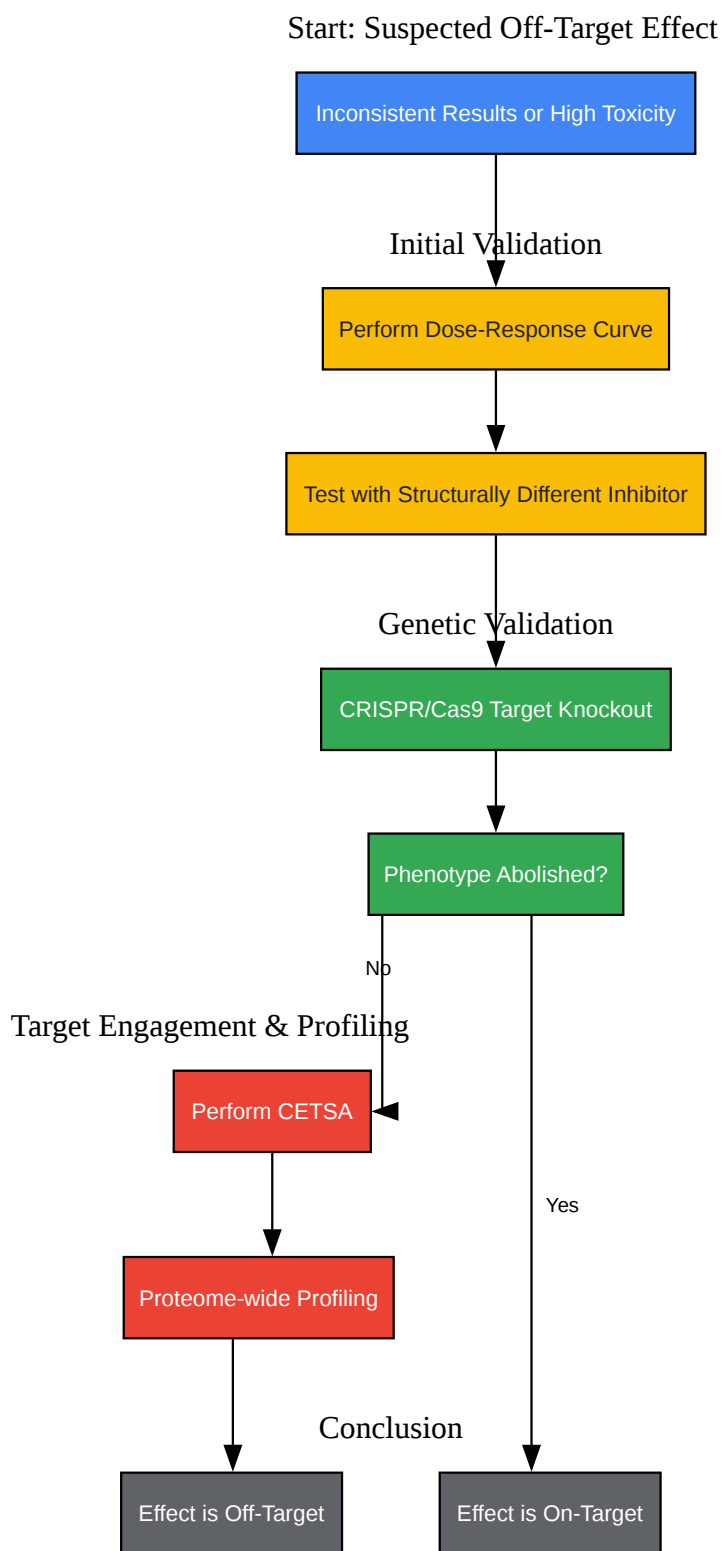 Start: Suspected Off-Target Effect
Inconsistent Results or High Toxicity
Initial Validation
Perform Dose-Response Curve
Test with Structurally Different Inhibitor
Genetic Validation
CRISPR/Cas9 Target Knockout
Phenotype Abolished?
No
Target Engagement & Profiling
Perform CETSA
Yes
Proteome-wide Profiling
Conclusion
Effect is Off-Target
Effect is On-Target